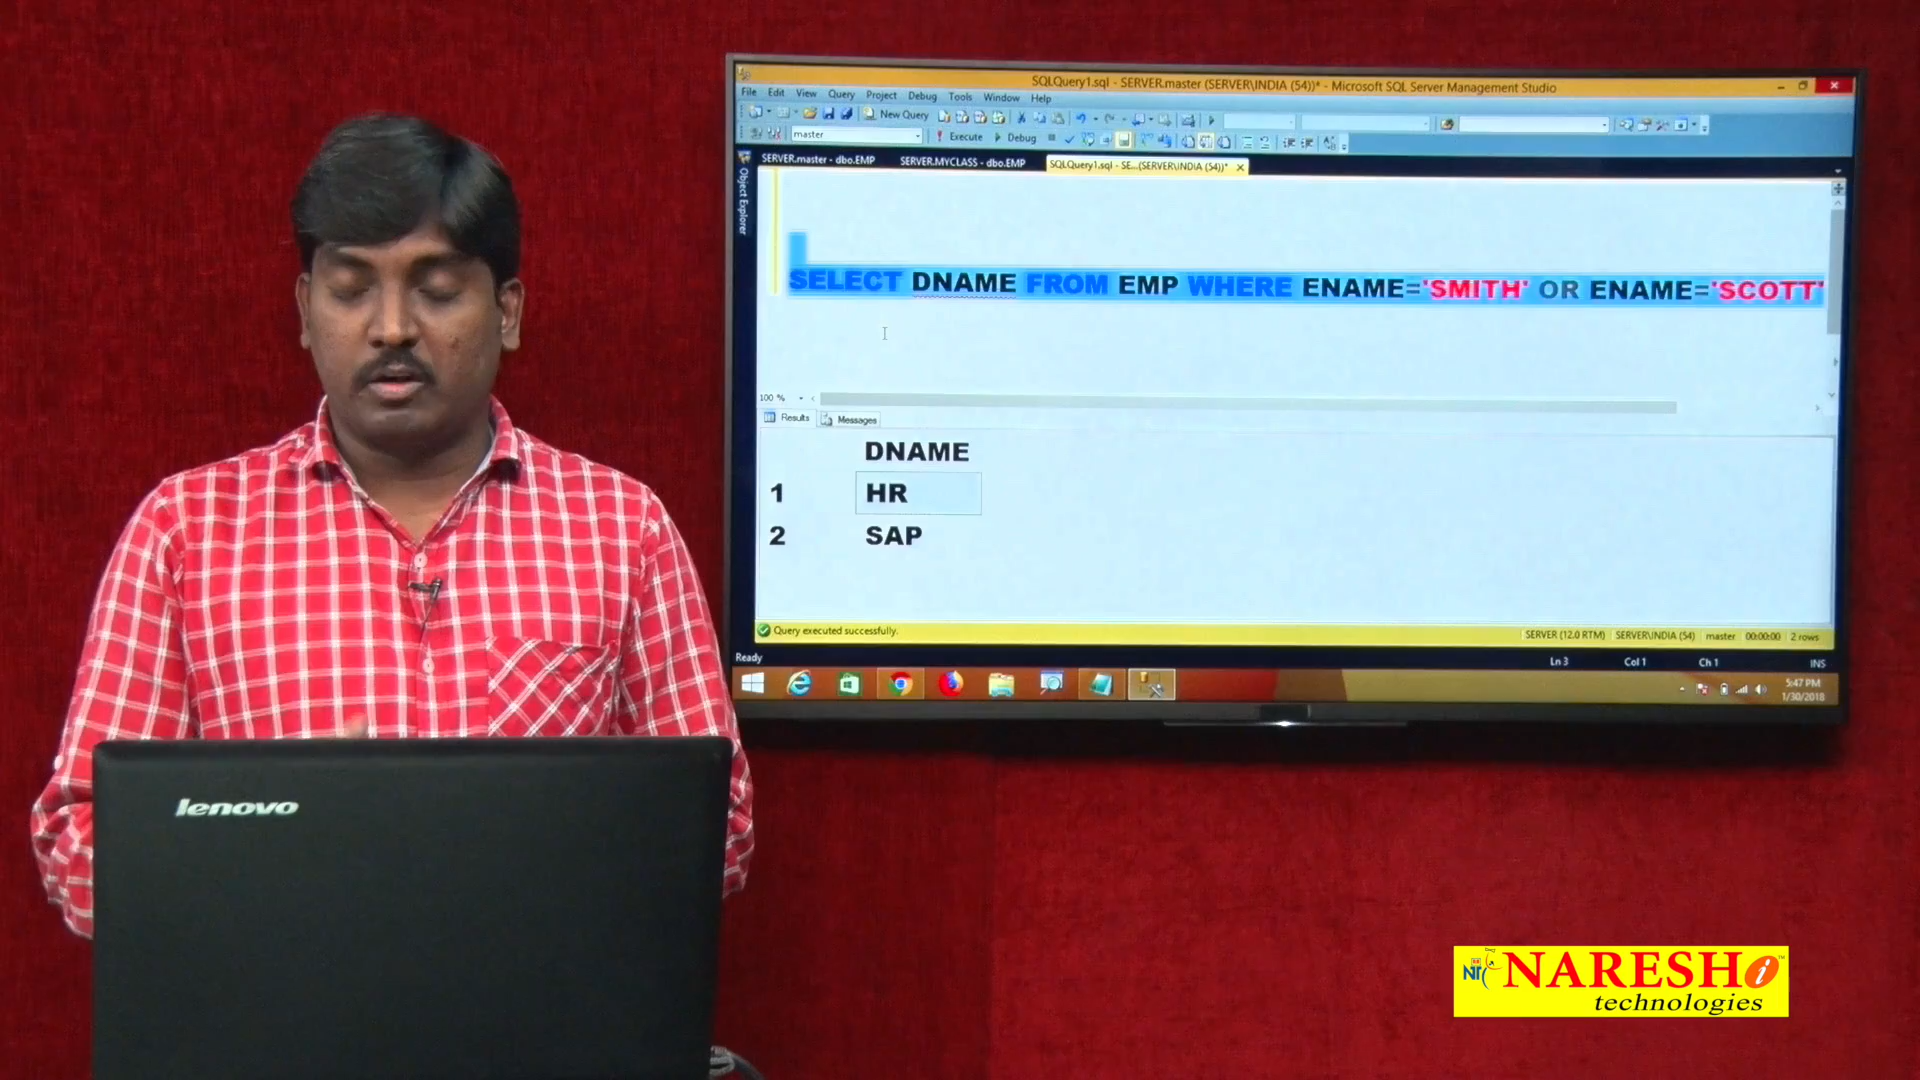 SQLQuery1.sql - SERVER.master (SERVER\INDIA (54))* - Microsoft SQL Server Management Studio
File Edit View Query Project Debug Tools Window Help
New Query
master Execute Debug
SERVER.master - dbo.EMP SERVER.MYCLASS - dbo.EMP SQLQuery1.sql - SE...(SERVER\INDIA (54))*
Object Explorer
SELECT DNAME FROM EMP WHERE ENAME='SMITH' OR ENAME='SCOTT'
100 %
Results Messages
DNAME
1 HR
2 SAP
Query executed successfully. SERVER (12.0 RTM) SERVER\INDIA (54) master 00:00:00 2 rows
Ready Ln 3 Col 1 Ch 1 INS
5:47 PM
1/30/2018
lenovo
NARESH i
technologies